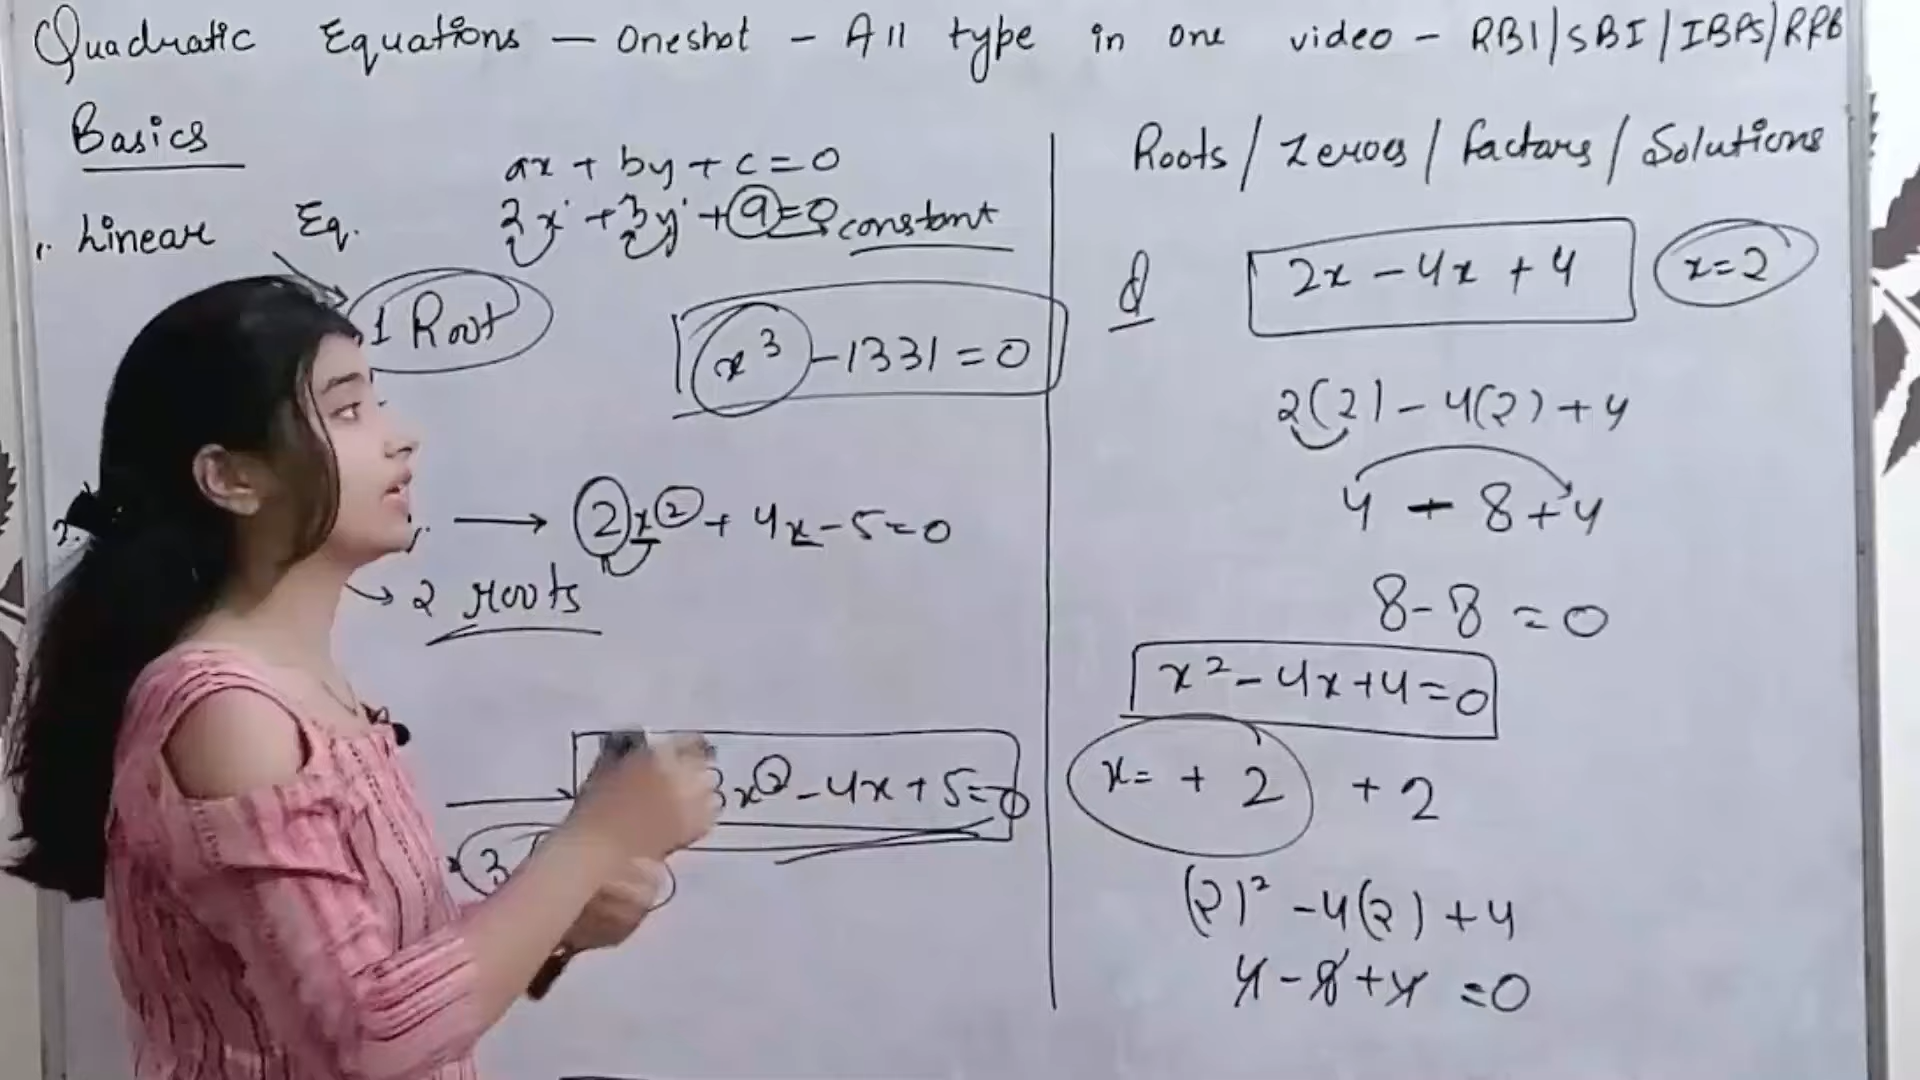 Quadratic Equations – Oneshot – All type in one video – RBI/SBI/IBPS/RRB
Basics
ax + by + c = 0
1. Linear Eq.
2x + 3y + 9 = 0 constant
1 Root
x³ - 1331 = 0
2.
2x² + 4x - 5 = 0
2 roots
3x² - 4x + 5 = 0
3
Roots / Zeroes / factors / Solutions
Q 2x - 4x + 4 x = 2
2(2) - 4(2) + 4
4 - 8 + 4
8 - 8 = 0
x² - 4x + 4 = 0
x = + 2 + 2
(2)² - 4(2) + 4
4 - 8 + 4 = 0